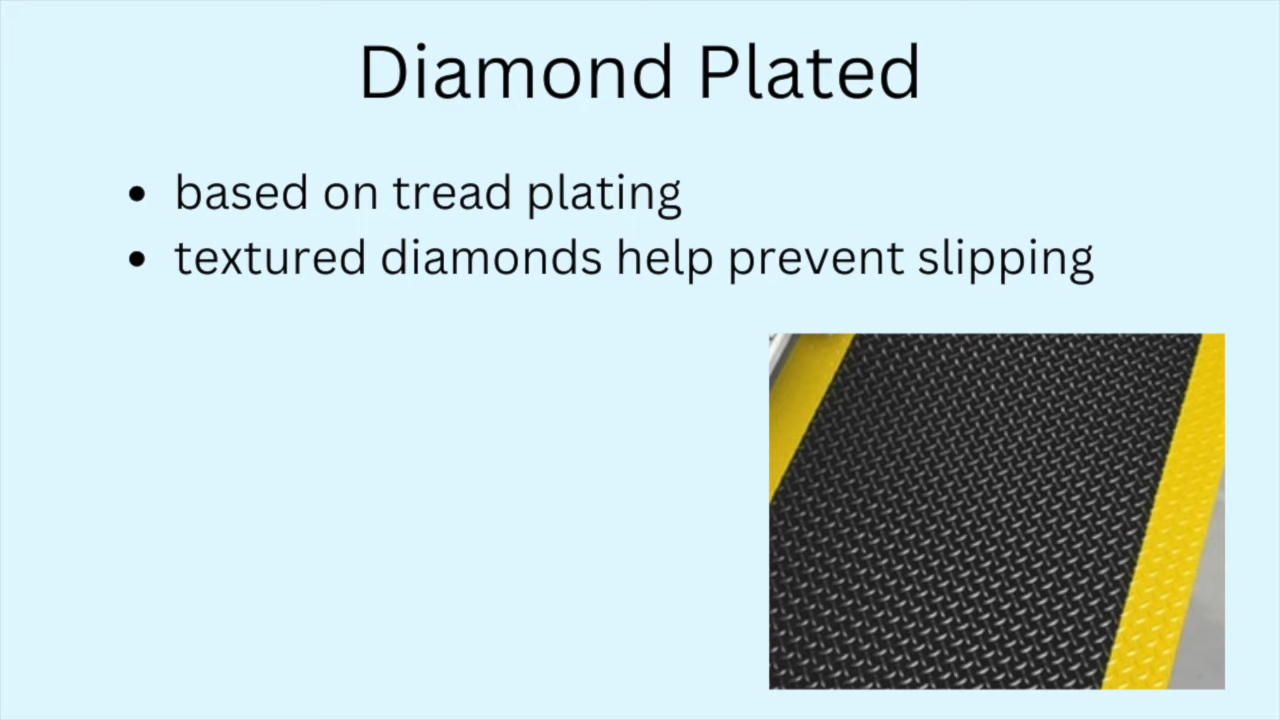 Diamond Plated
• based on tread plating
• textured diamonds help prevent slipping